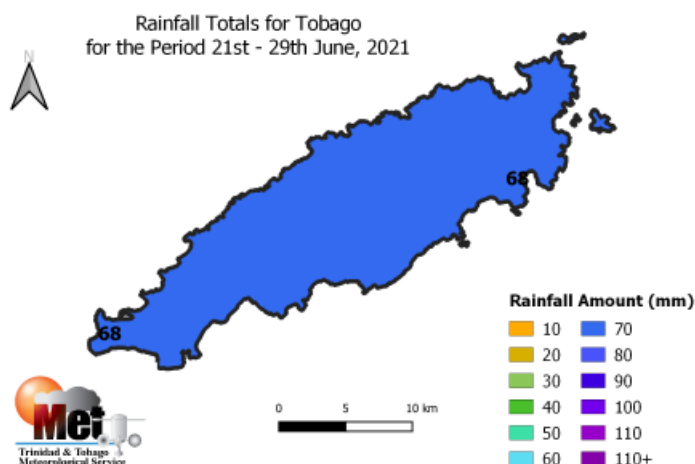 Rainfall Totals for Tobago
for the Period 21st - 29th June, 2021
N
68
68
Rainfall Amount (mm)
10 70
20 80
30 90
40 100
50 110
60 110+
0 5 10 km
Met
Trinidad & Tobago
Meteorological Service